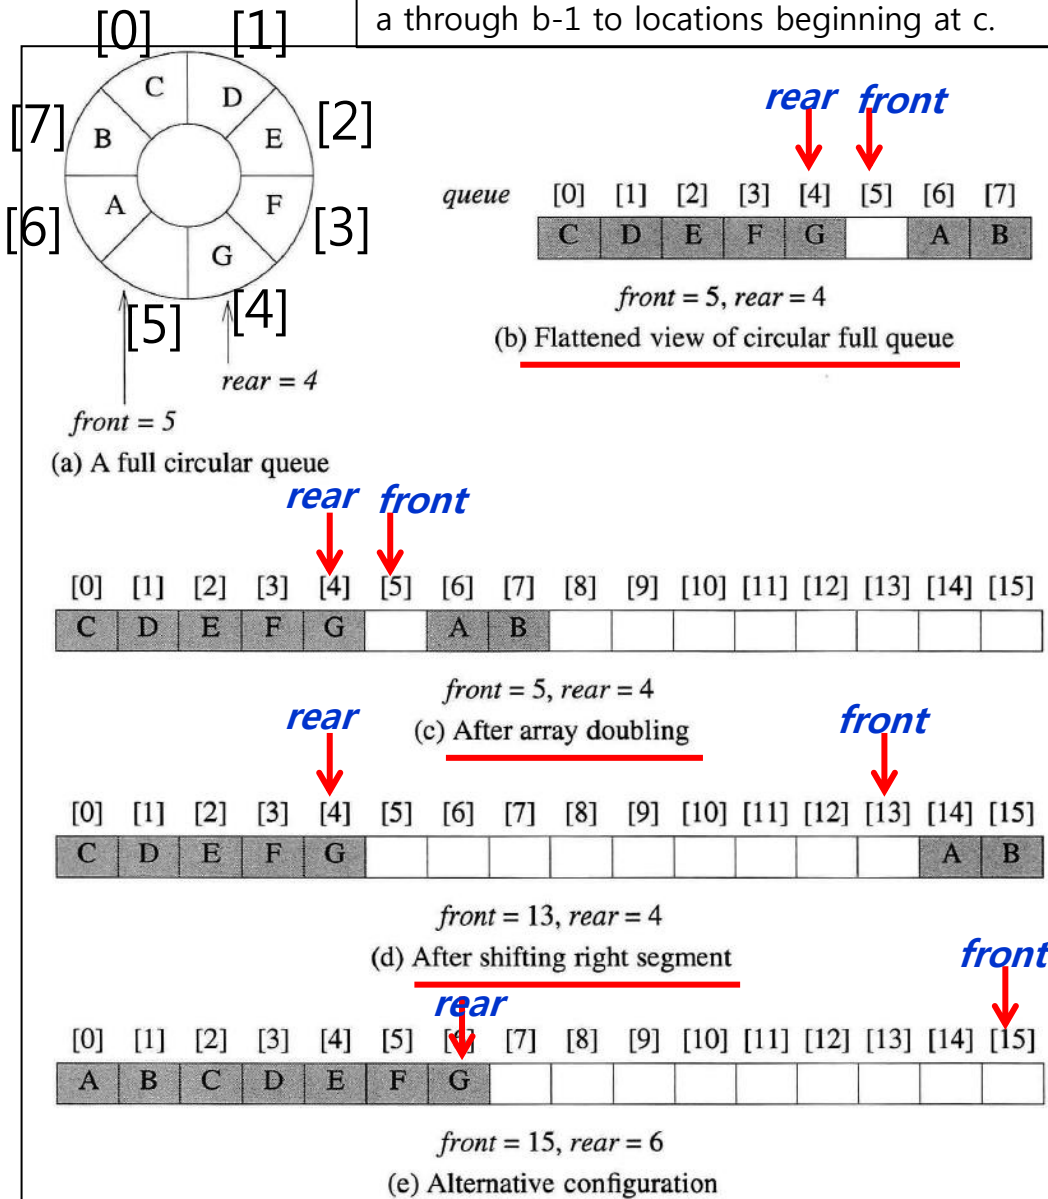 a through b-1 to locations beginning at c.
[0] [1]
C D
[7] B E [2]
[6] A F [3]
G
[5] [4]
rear = 4
front = 5
(a) A full circular queue
rear front
queue [0] [1] [2] [3] [4] [5] [6] [7]
C D E F G A B
front = 5, rear = 4
(b) Flattened view of circular full queue
rear front
[0] [1] [2] [3] [4] [5] [6] [7] [8] [9] [10] [11] [12] [13] [14] [15]
C D E F G A B
front = 5, rear = 4
(c) After array doubling
rear front
[0] [1] [2] [3] [4] [5] [6] [7] [8] [9] [10] [11] [12] [13] [14] [15]
C D E F G A B
front = 13, rear = 4
(d) After shifting right segment
rear front
[0] [1] [2] [3] [4] [5] [6] [7] [8] [9] [10] [11] [12] [13] [14] [15]
A B C D E F G
front = 15, rear = 6
(e) Alternative configuration